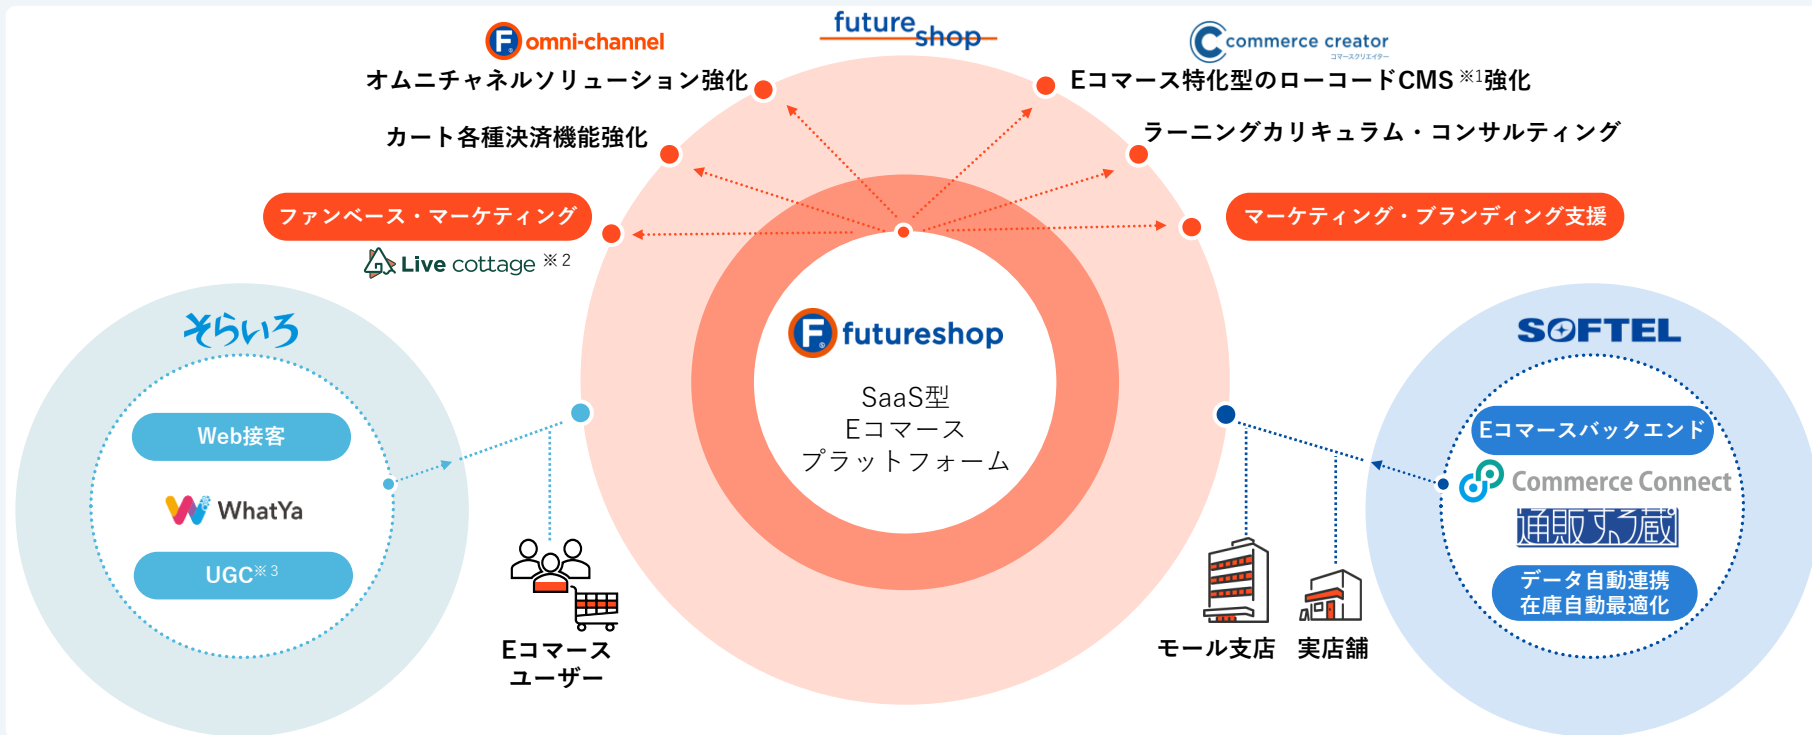 future
shop
F omni-channel
オムニチャネルソリューション強化
カート各種決済機能強化
ファンベース・マーケティング
Live cottage ※2
commerce creator
コマースクリエイター
Eコマース特化型のローコードCMS ※1強化
ラーニングカリキュラム・コンサルティング
マーケティング・ブランディング支援
F futureshop
SaaS型
Eコマース
プラットフォーム
そらいろ
Web接客
WhatYa
UGC※3
Eコマース
ユーザー
モール支店
実店舗
SOFTEL
Eコマースバックエンド
Commerce Connect
通販する蔵
データ自動連携
在庫自動最適化